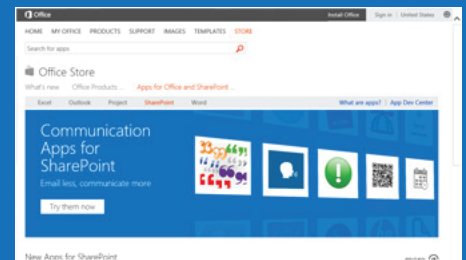 Office
Install Office Sign in United States
HOME MY OFFICE PRODUCTS SUPPORT IMAGES TEMPLATES STORE
Search for apps
Office Store
What's new Office Products ... Apps for Office and SharePoint ...
Excel Outlook Project SharePoint Word What are apps? App Dev Center
Communication
Apps for
SharePoint
Email less, communicate more
Try them now
New Apps for SharePoint